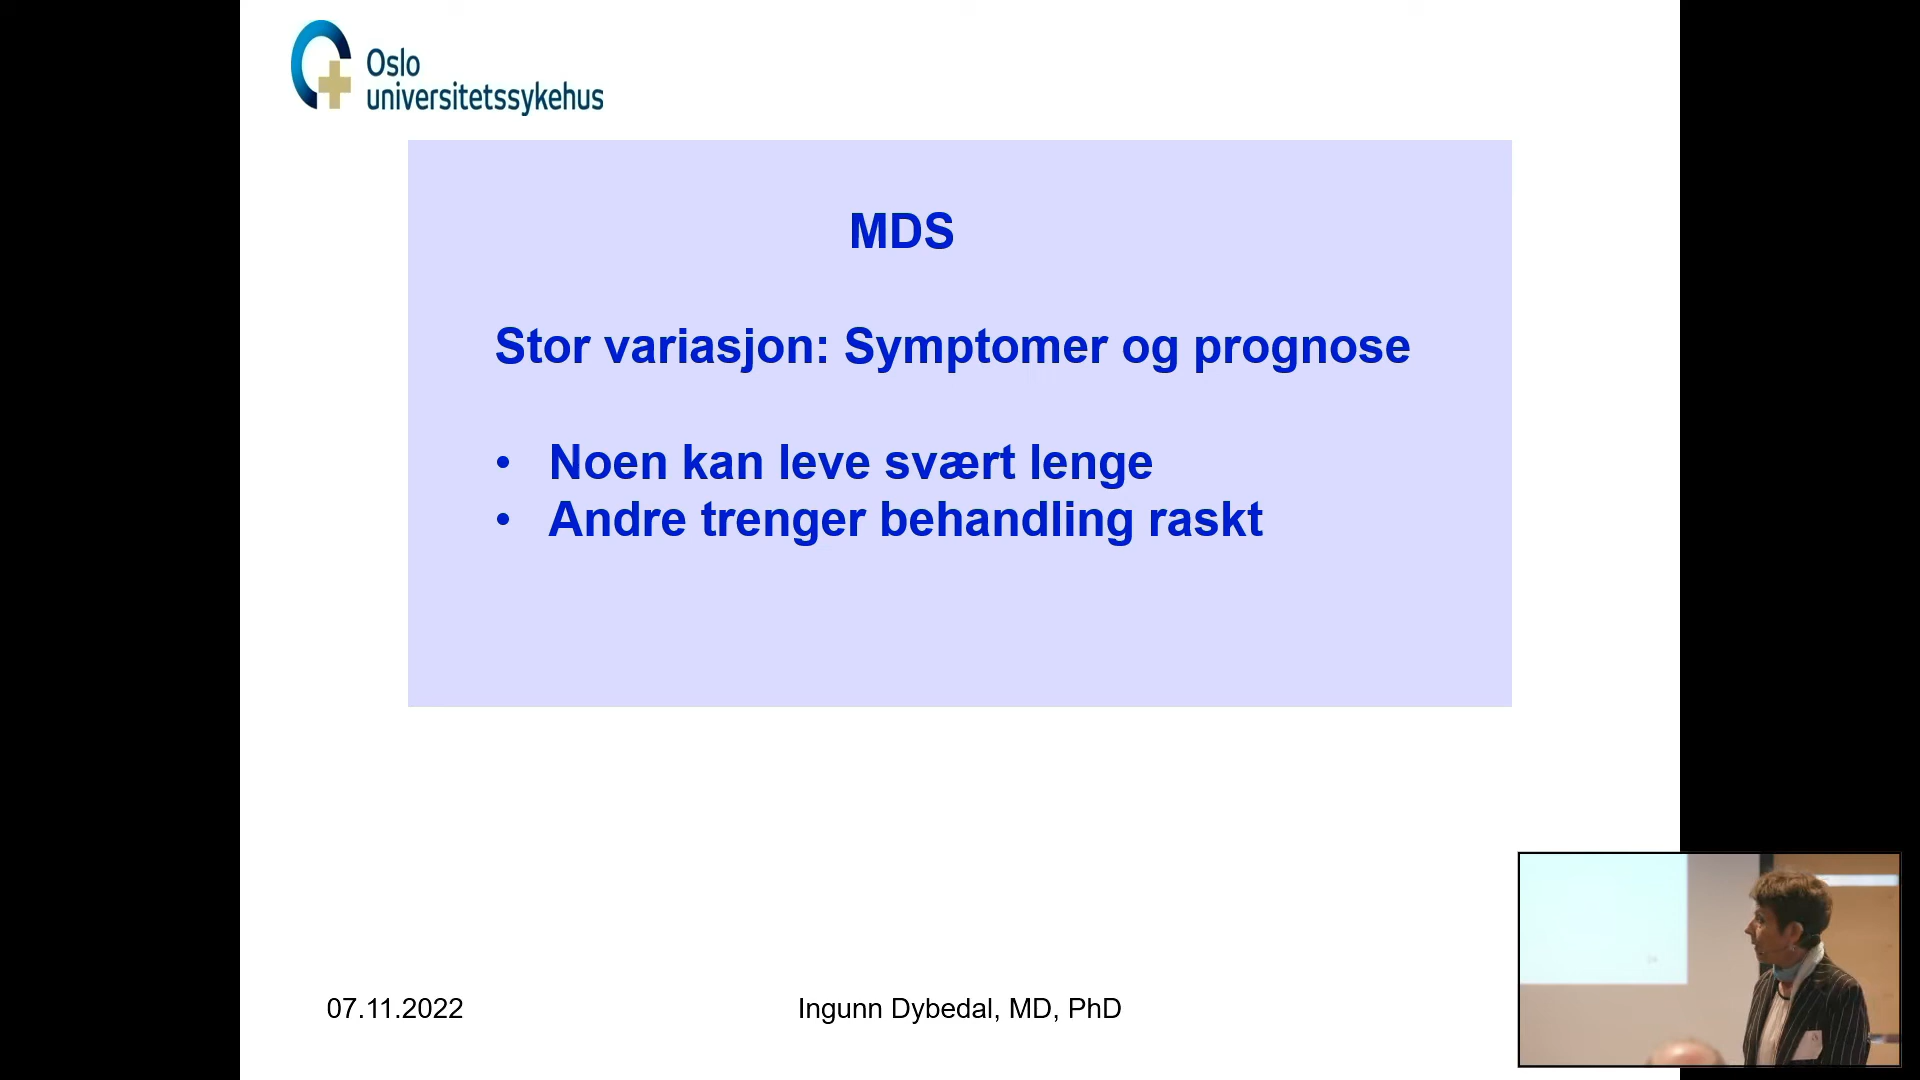 Oslo
universitetssykehus
MDS
Stor variasjon: Symptomer og prognose
• Noen kan leve svært lenge
• Andre trenger behandling raskt
07.11.2022
Ingunn Dybedal, MD, PhD